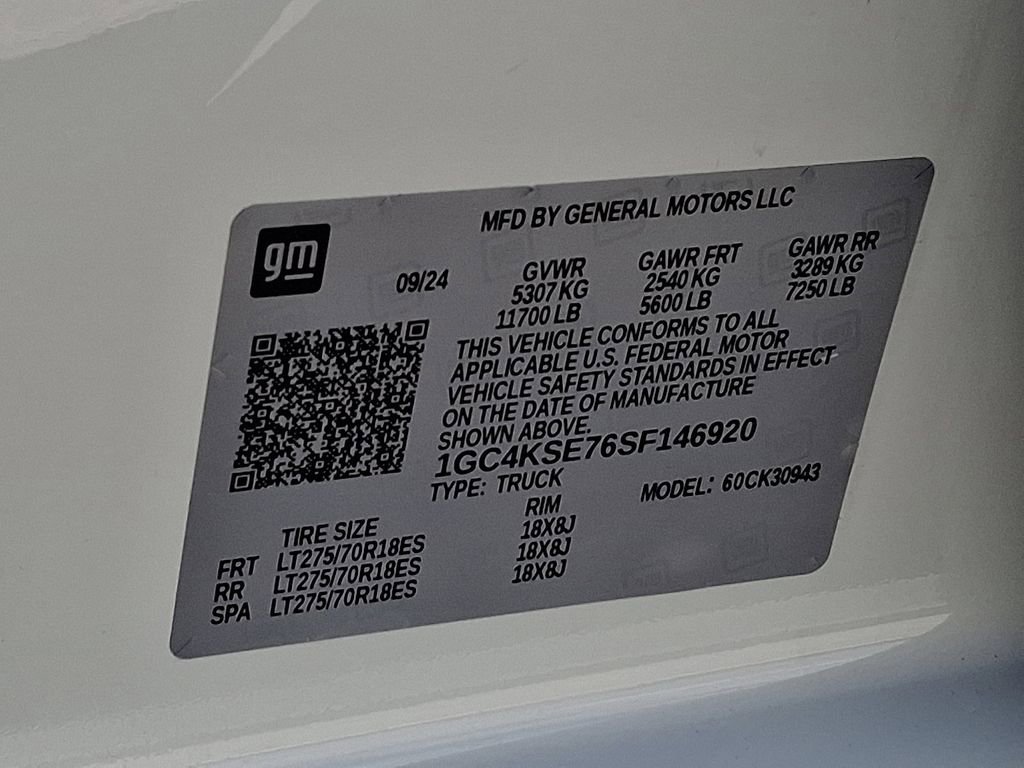 gm
MFD BY GENERAL MOTORS LLC
09/24
GVWR GAWR FRT GAWR RR
5307 KG 2540 KG 3289 KG
11700 LB 5600 LB 7250 LB
THIS VEHICLE CONFORMS TO ALL
APPLICABLE U.S. FEDERAL MOTOR
VEHICLE SAFETY STANDARDS IN EFFECT
ON THE DATE OF MANUFACTURE
SHOWN ABOVE.
1GC4KSE76SF146920
TYPE: TRUCK MODEL: 60CK30943
TIRE SIZE RIM
FRT LT275/70R18ES 18X8J
RR LT275/70R18ES 18X8J
SPA LT275/70R18ES 18X8J